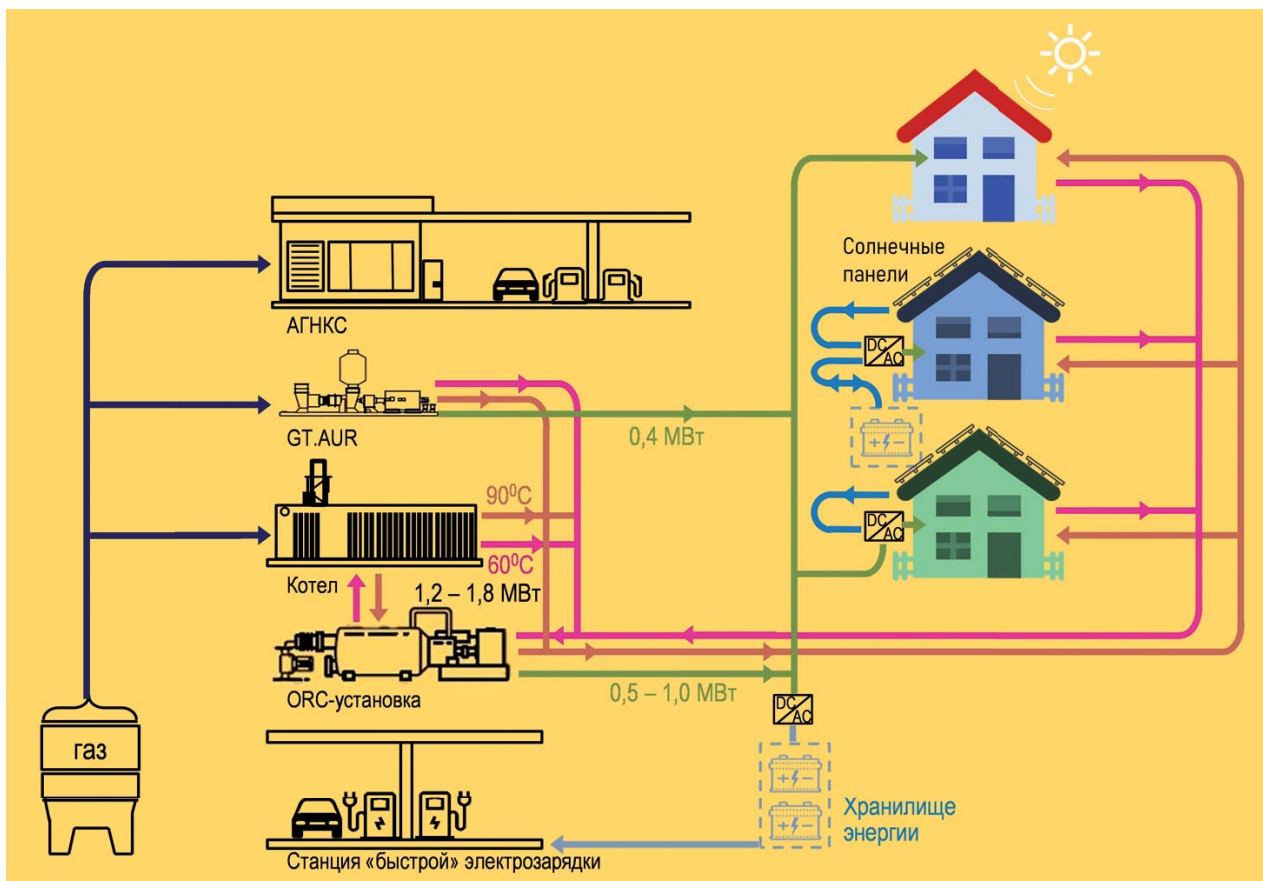 Солнечные
панели
DC
AC
АГНКС
GT.AUR
0,4 МВт
90⁰C
60⁰C
Котел
1,2 – 1,8 МВт
DC
AC
ORC-установка
0,5 – 1,0 МВт
DC
AC
газ
Хранилище
энергии
Станция «быстрой» электрозарядки